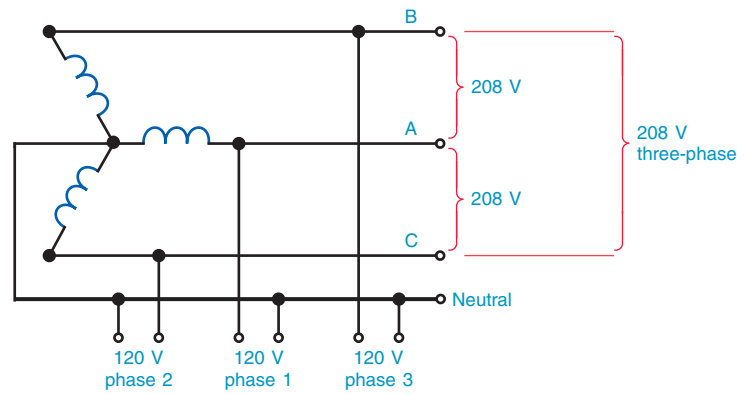 B
208 V
A
208 V
three-phase
208 V
C
Neutral
120 V
phase 2
120 V
phase 1
120 V
phase 3